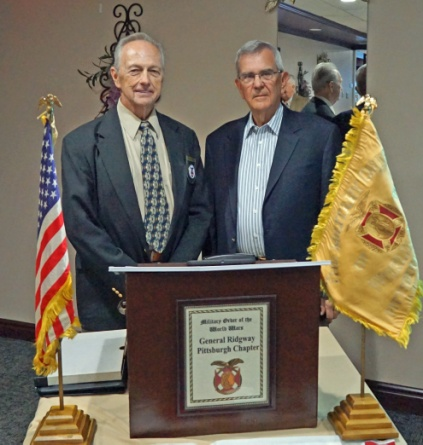 Military Order of the
World Wars
General Ridgway
Pittsburgh Chapter